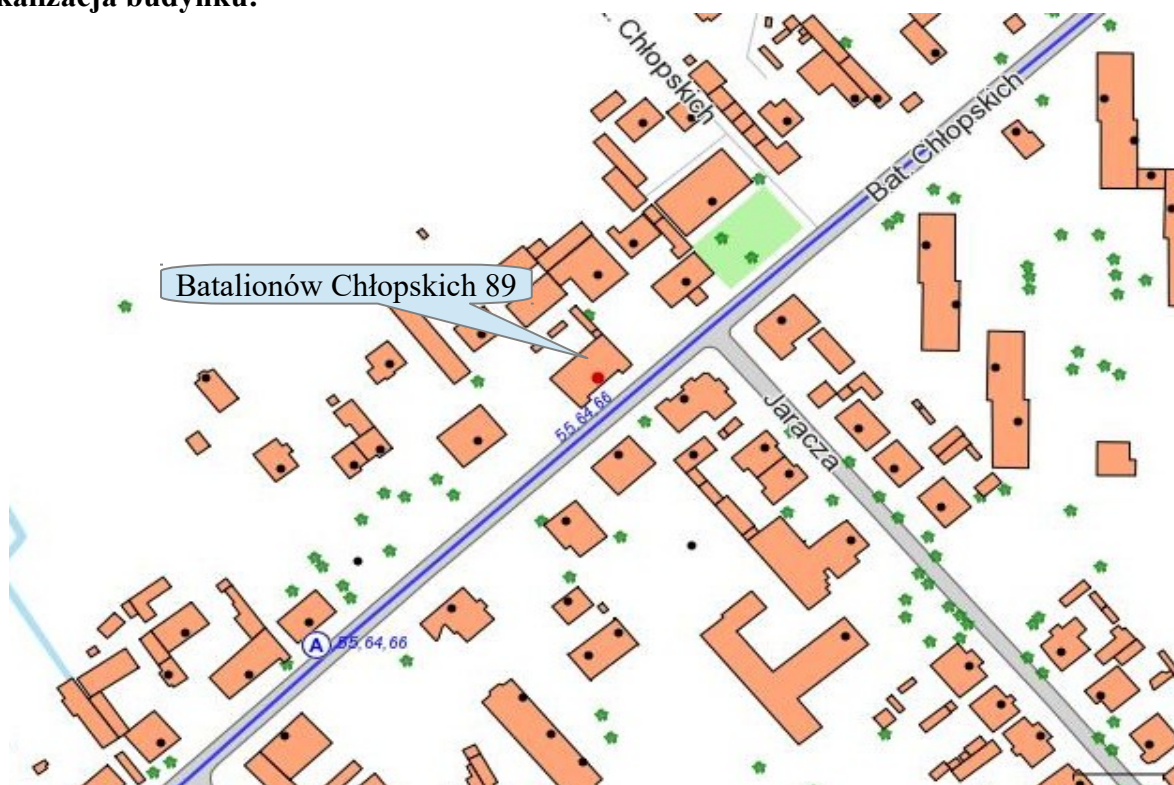 kalizacja budynku:
Chłopskich
Bat. Chłopskich
Batalionów Chłopskich 89
55, 64, 66
Jaracza
A
55, 64, 66